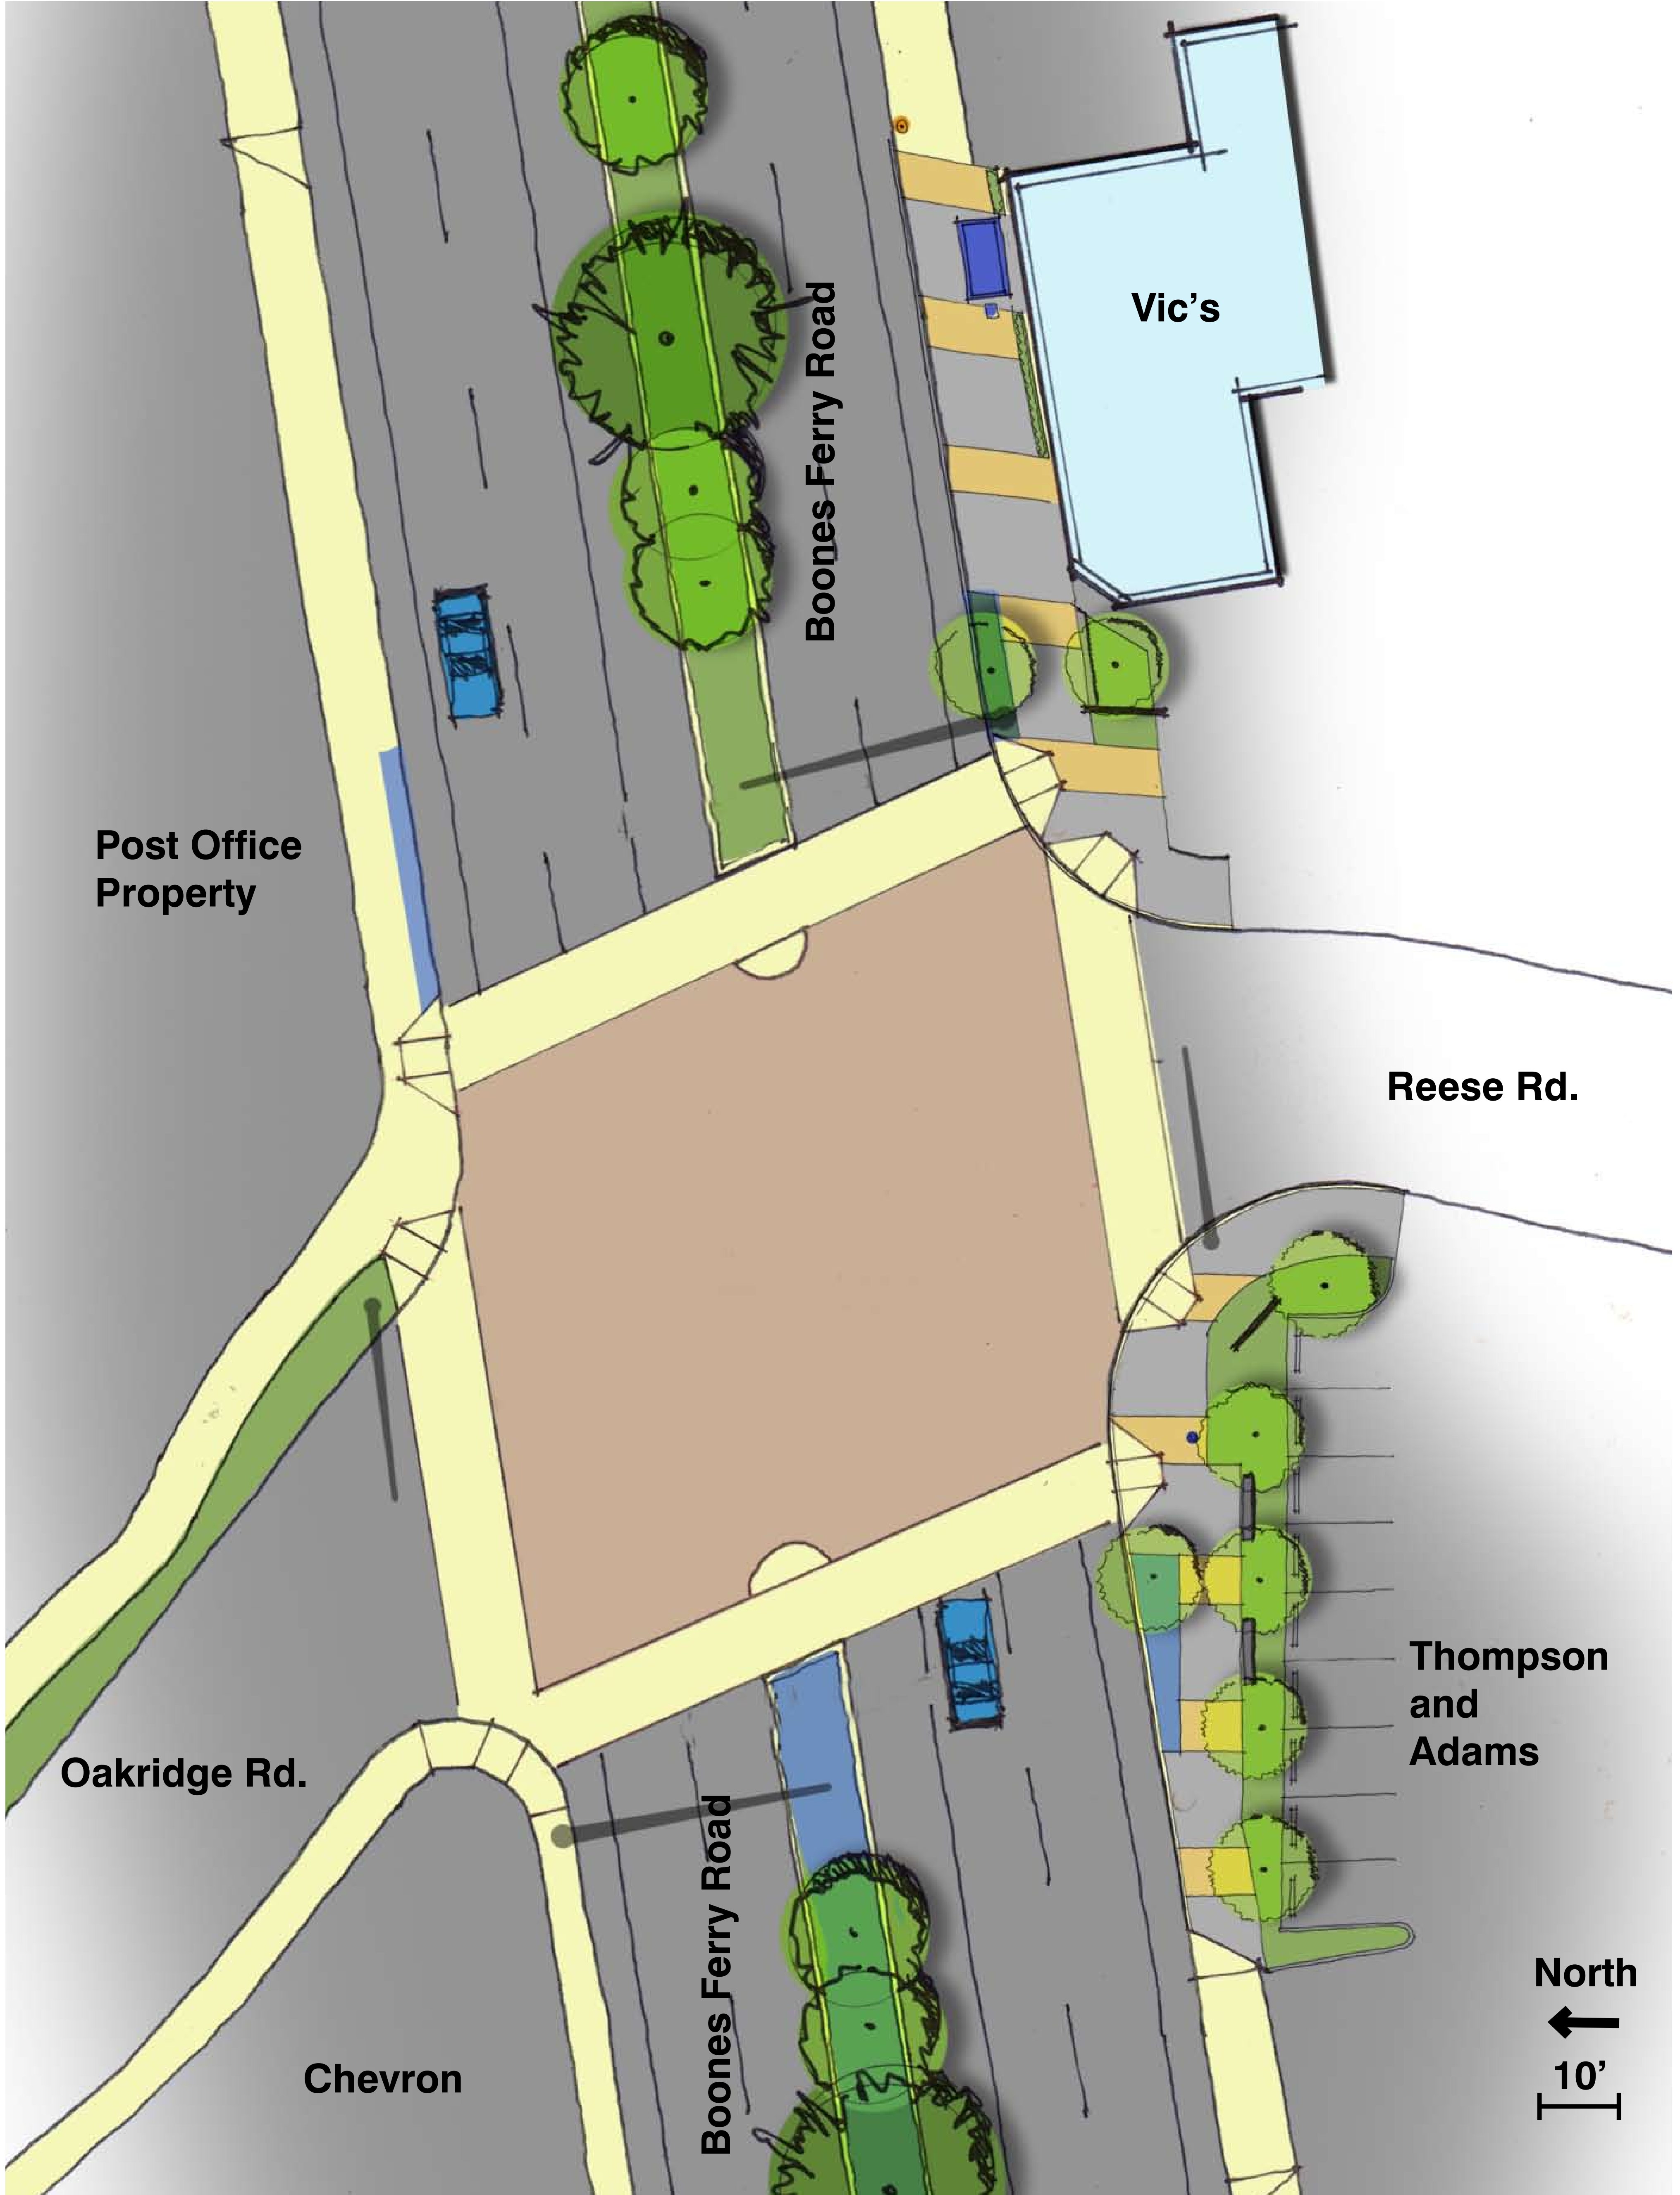 Vic’s
Boones Ferry Road
Post Office
Property
Reese Rd.
Thompson
and
Adams
Oakridge Rd.
Boones Ferry Road
North
Chevron
10’